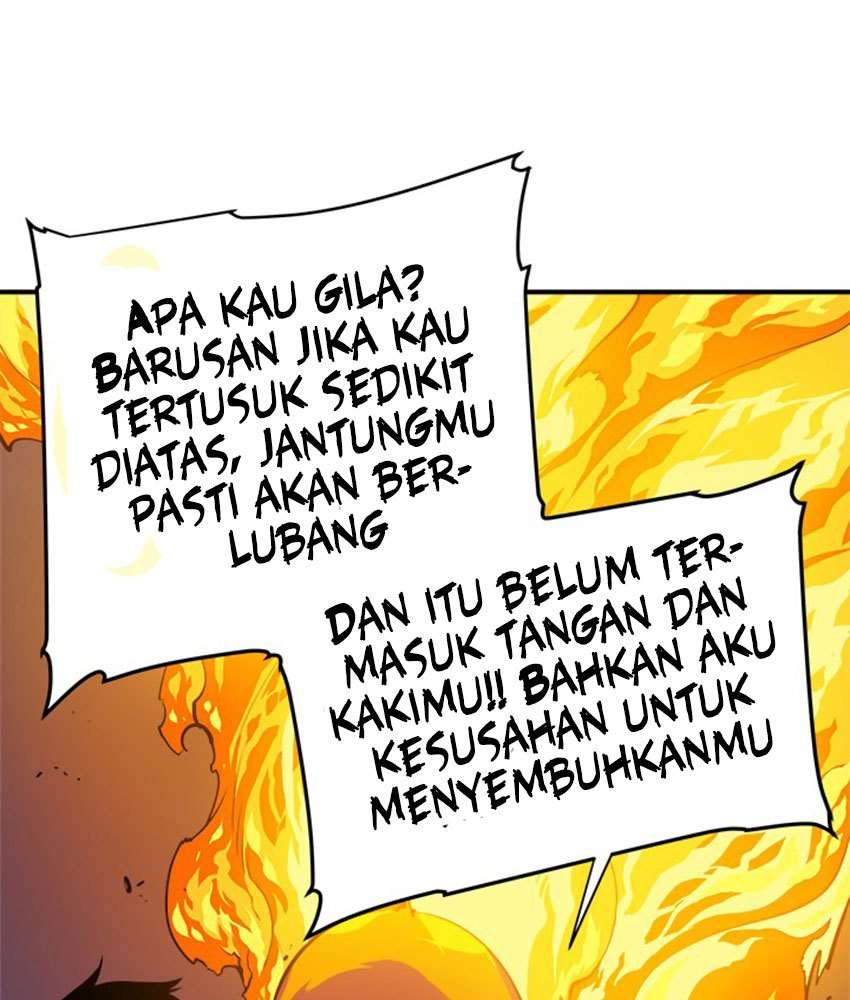 APA KAU GILA?
BARUSAN JIKA KAU
TERTUSUK SEDIKIT
DIATAS, JANTUNGMU
PASTI AKAN BER-
LUBANG
DAN ITU BELUM TER-
MASUK TANGAN DAN
KAKIMU!! BAHKAN AKU
KESUSAHAN UNTUK
MENYEMBUHKANMU